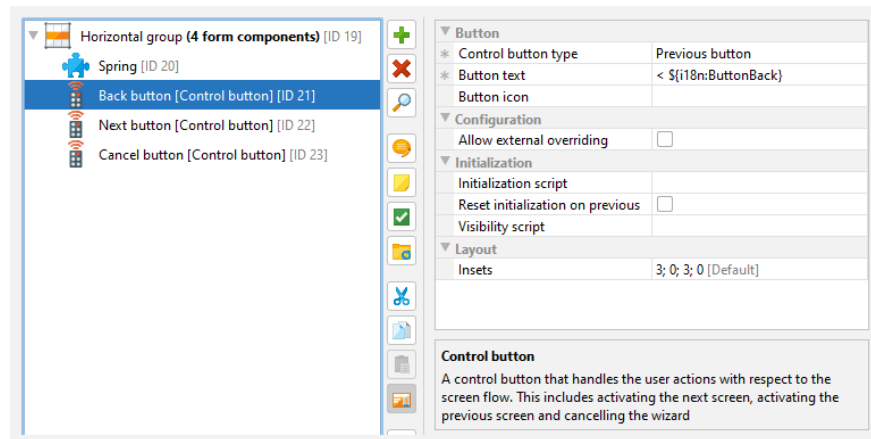 Horizontal group (4 form components) [ID 19]
Spring [ID 20]
Back button [Control button] [ID 21]
Next button [Control button] [ID 22]
Cancel button [Control button] [ID 23]
Button
Control button type Previous button
Button text < ${i18n:ButtonBack}
Button icon
Configuration
Allow external overriding
Initialization
Initialization script
Reset initialization on previous
Visibility script
Layout
Insets 3; 0; 3; 0 [Default]
Control button
A control button that handles the user actions with respect to the
screen flow. This includes activating the next screen, activating the
previous screen and cancelling the wizard